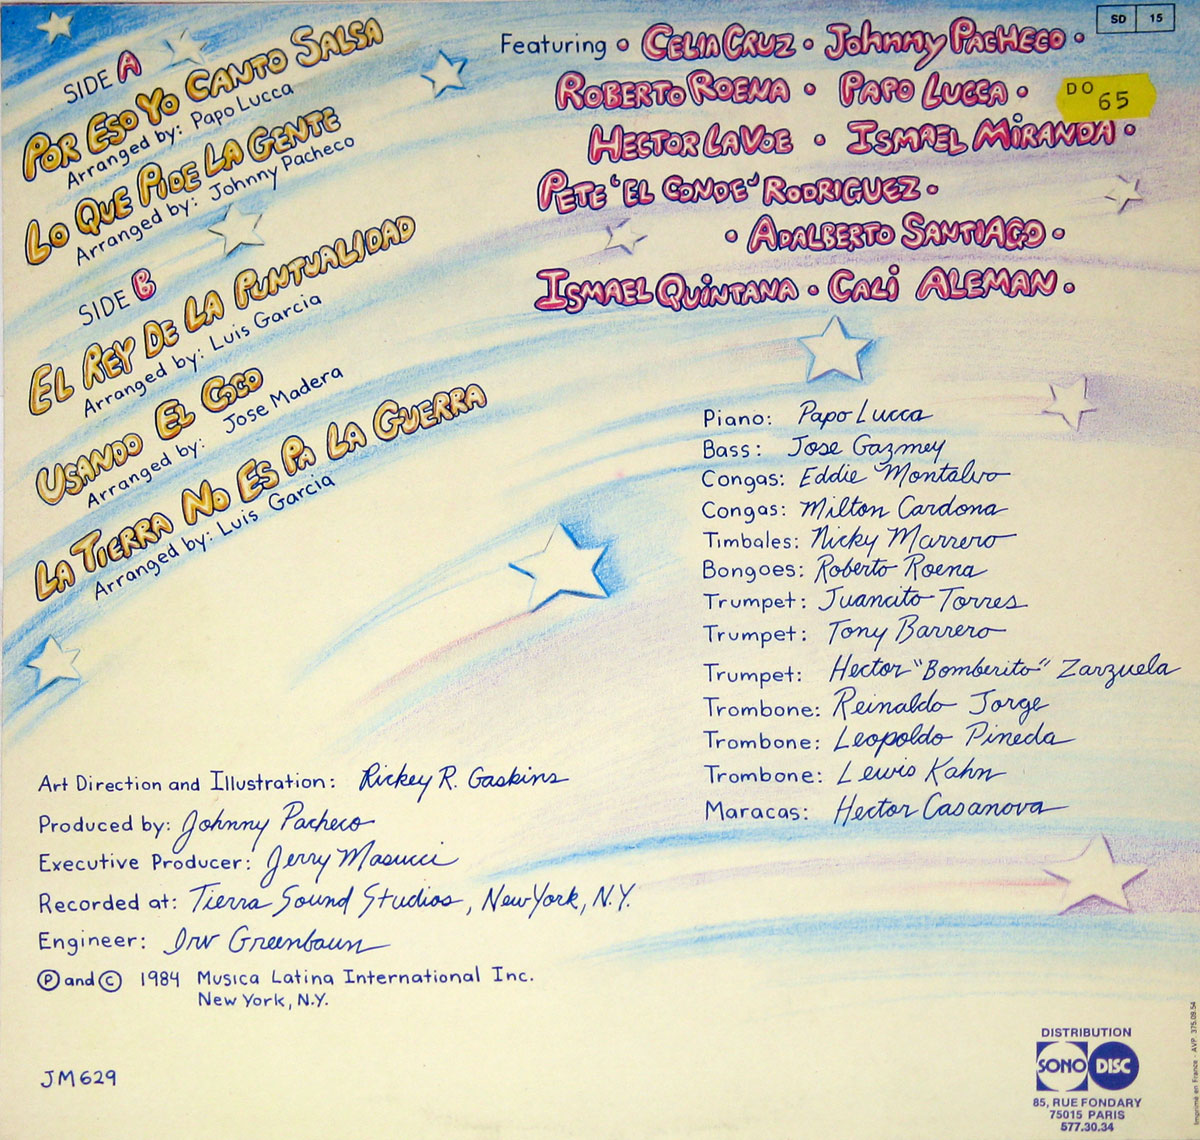 SIDE A
POR ESO YO CANTO SALSA
Arranged by: Papo Lucca
LO QUE PIDE LA GENTE
Arranged by: Johnny Pacheco
SIDE B
EL REY DE LA PUNTUALIDAD
Arranged by: Luis Garcia
USANDO EL COCO
Arranged by: Jose Madera
LA TIERRA NO ES PA LA GUERRA
Arranged by: Luis Garcia
SD 15
Featuring • CELIA CRUZ • JOHNNY PACHECO •
ROBERTO ROENA • PAPO LUCCA •
DO
65
HECTOR LAVOE • ISMAEL MIRANDA •
PETE "EL CONDE" RODRIGUEZ •
• ADALBERTO SANTIAGO •
ISMAEL QUINTANA • CALI ALEMAN •
Piano: Papo Lucca
Bass: Jose Gazmey
Congas: Eddie Montalvo
Congas: Milton Cardona
Timbales: Nicky Marrero
Bongoes: Roberto Roena
Trumpet: Juancito Torres
Trumpet: Tony Barrero
Trumpet: Hector "Bomberito" Zarzuela
Trombone: Reinaldo Jorge
Trombone: Leopoldo Pineda
Trombone: Lewis Kahn
Maracas: Hector Casanova
Art Direction and Illustration: Rickey R. Gaskins
Produced by: Johnny Pacheco
Executive Producer: Jerry Masucci
Recorded at: Tierra Sound Studios, New York, N.Y.
Engineer: Irv Greenbaun
Ⓟ and © 1984 Musica Latina International Inc.
New York, N.Y.
JM629
DISTRIBUTION
SONO DISC
85, RUE FONDARY
75015 PARIS
577.30.34
Imprimé en France - AVP 375.09.54